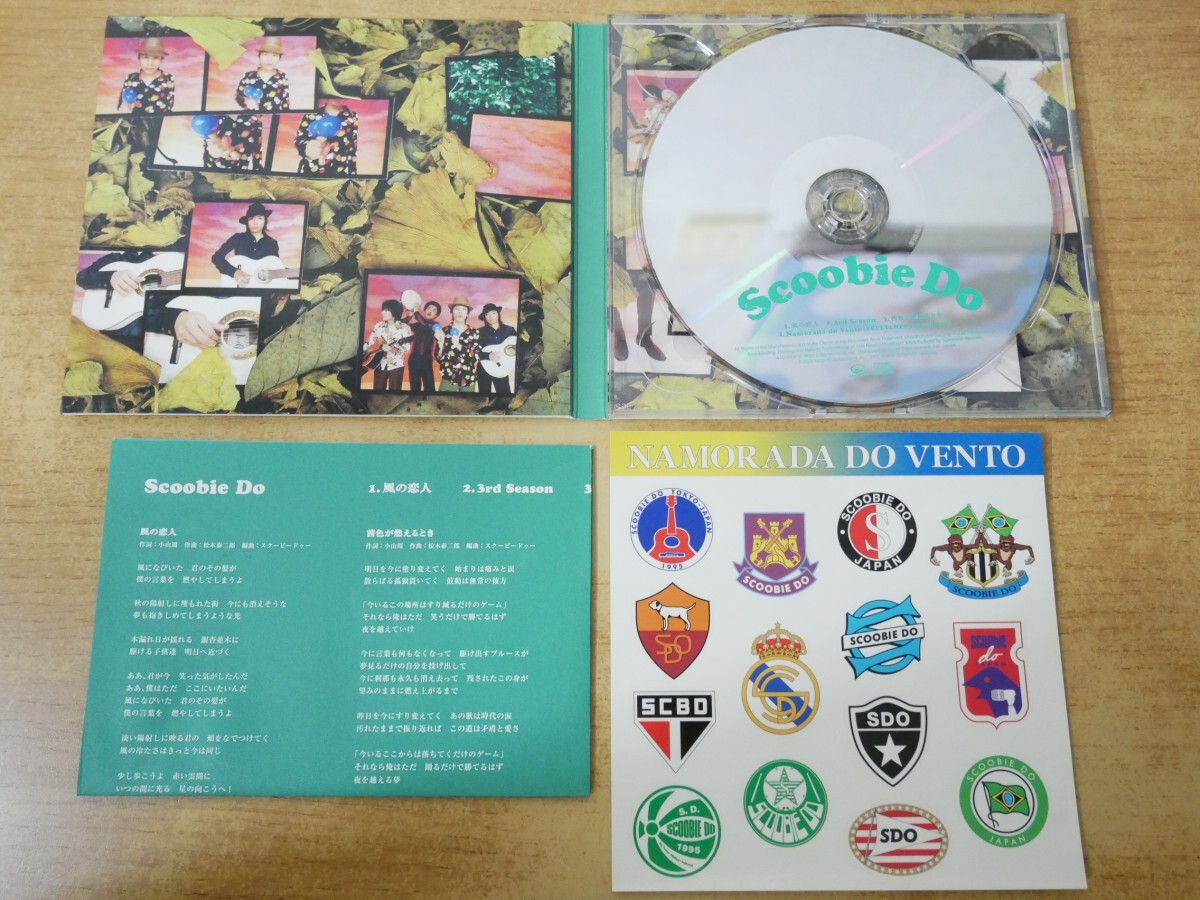 Scoobie Do
2.3rd Season
Scoobie Do
1.風の恋人 2.3rd Season 3
風の恋人
作詞:小山周 作曲:松木泰二郎 編曲:スクービードゥー
風になびいた 君のその髪が
僕の言葉を 燃やしてしまうよ
秋の陽射しに埋もれた街 今にも消えそうな
夢も抱きしめてしまうような光
木漏れ日が揺れる 銀杏並木に
駆ける子供達 明日へ近づく
ああ、君が今 笑った気がしたんだ
ああ、僕はただ ここにいたいんだ
風になびいた 君のその髪が
僕の言葉を 燃やしてしまうよ
淡い陽射しに映る君の 頬をなでつけてく
風の冷たさはきっと今は同じ
少し歩こうよ 赤い雲間に
いつの間に光る 星の向こうへ!
茜色が燃えるとき
作詞:小山周 作曲:松木泰二郎 編曲:スクービードゥー
明日を今に塗り変えてく 始まりは痛みと涙
散らばる孤独貫いてく 鼓動は無常の彼方
「今いるこの場所はすり減るだけのゲーム」
それなら俺はただ 笑うだけで勝てるはず
夜を越えていけ
今に言葉も何もなくなって 駆け出すブルースが
夢見るだけの自分を投げ出して
今に刹那も永久も消え去って 残されたこの身が
望みのままに燃え上がるまで
昨日を今にすり変えてく あの歌は時代の涙
汚れたままで振り返れば この道は矛盾と愛さ
「今いるここからは落ちてくだけのゲーム」
それなら俺はただ 踊るだけで勝てるはず
夜を越える夢
NAMORADA DO VENTO
SCOOBIE DO TOKYO-JAPAN
1995
SCOOBIE DO
SCOOBIE DO
S
JAPAN
SCOOBIE DO
SDO
SCOOBIE DO
SCOOBIE
do
SCBD
SDO
S.D.
SCOOBIE DO
1995
SCOOBEDO
SDO
SCOOBIE DO
JAPAN